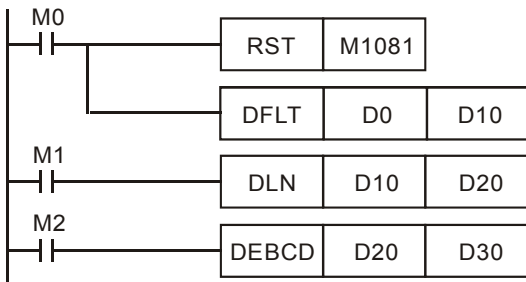 M0
RST M1081
DFLT D0 D10
M1
DLN D10 D20
M2
DEBCD D20 D30